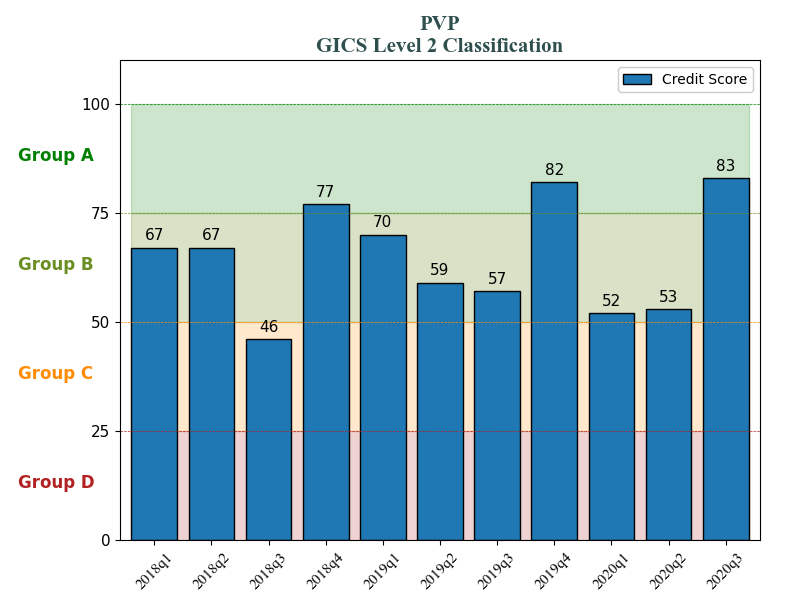 PVP
GICS Level 2 Classification
Credit Score
100
Group A
83
82
77
75
70
67
67
Group B
59
57
53
52
50
46
Group C
25
Group D
0
2018q1
2018q2
2018q3
2018q4
2019q1
2019q2
2019q3
2019q4
2020q1
2020q2
2020q3